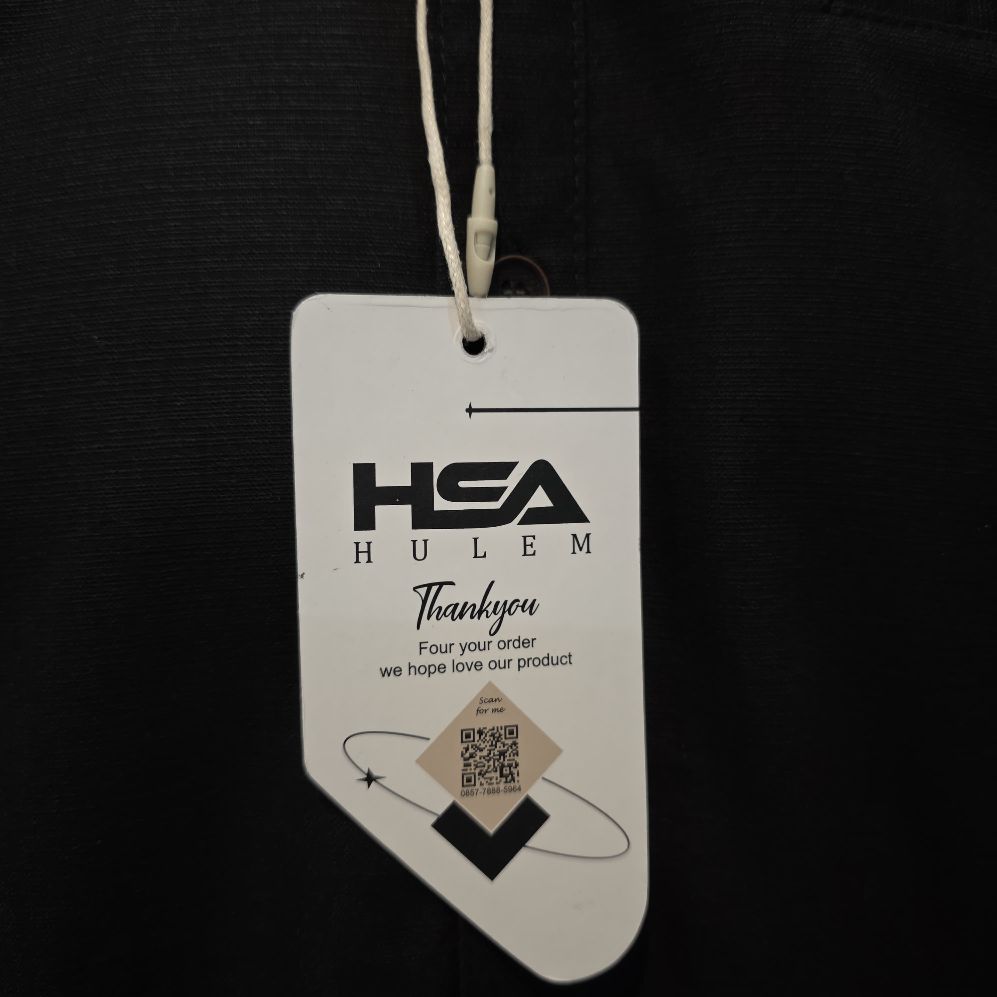 HSA
HULEM
Thankyou
Four your order
we hope love our product
Scan
for me
0857-7888-5964